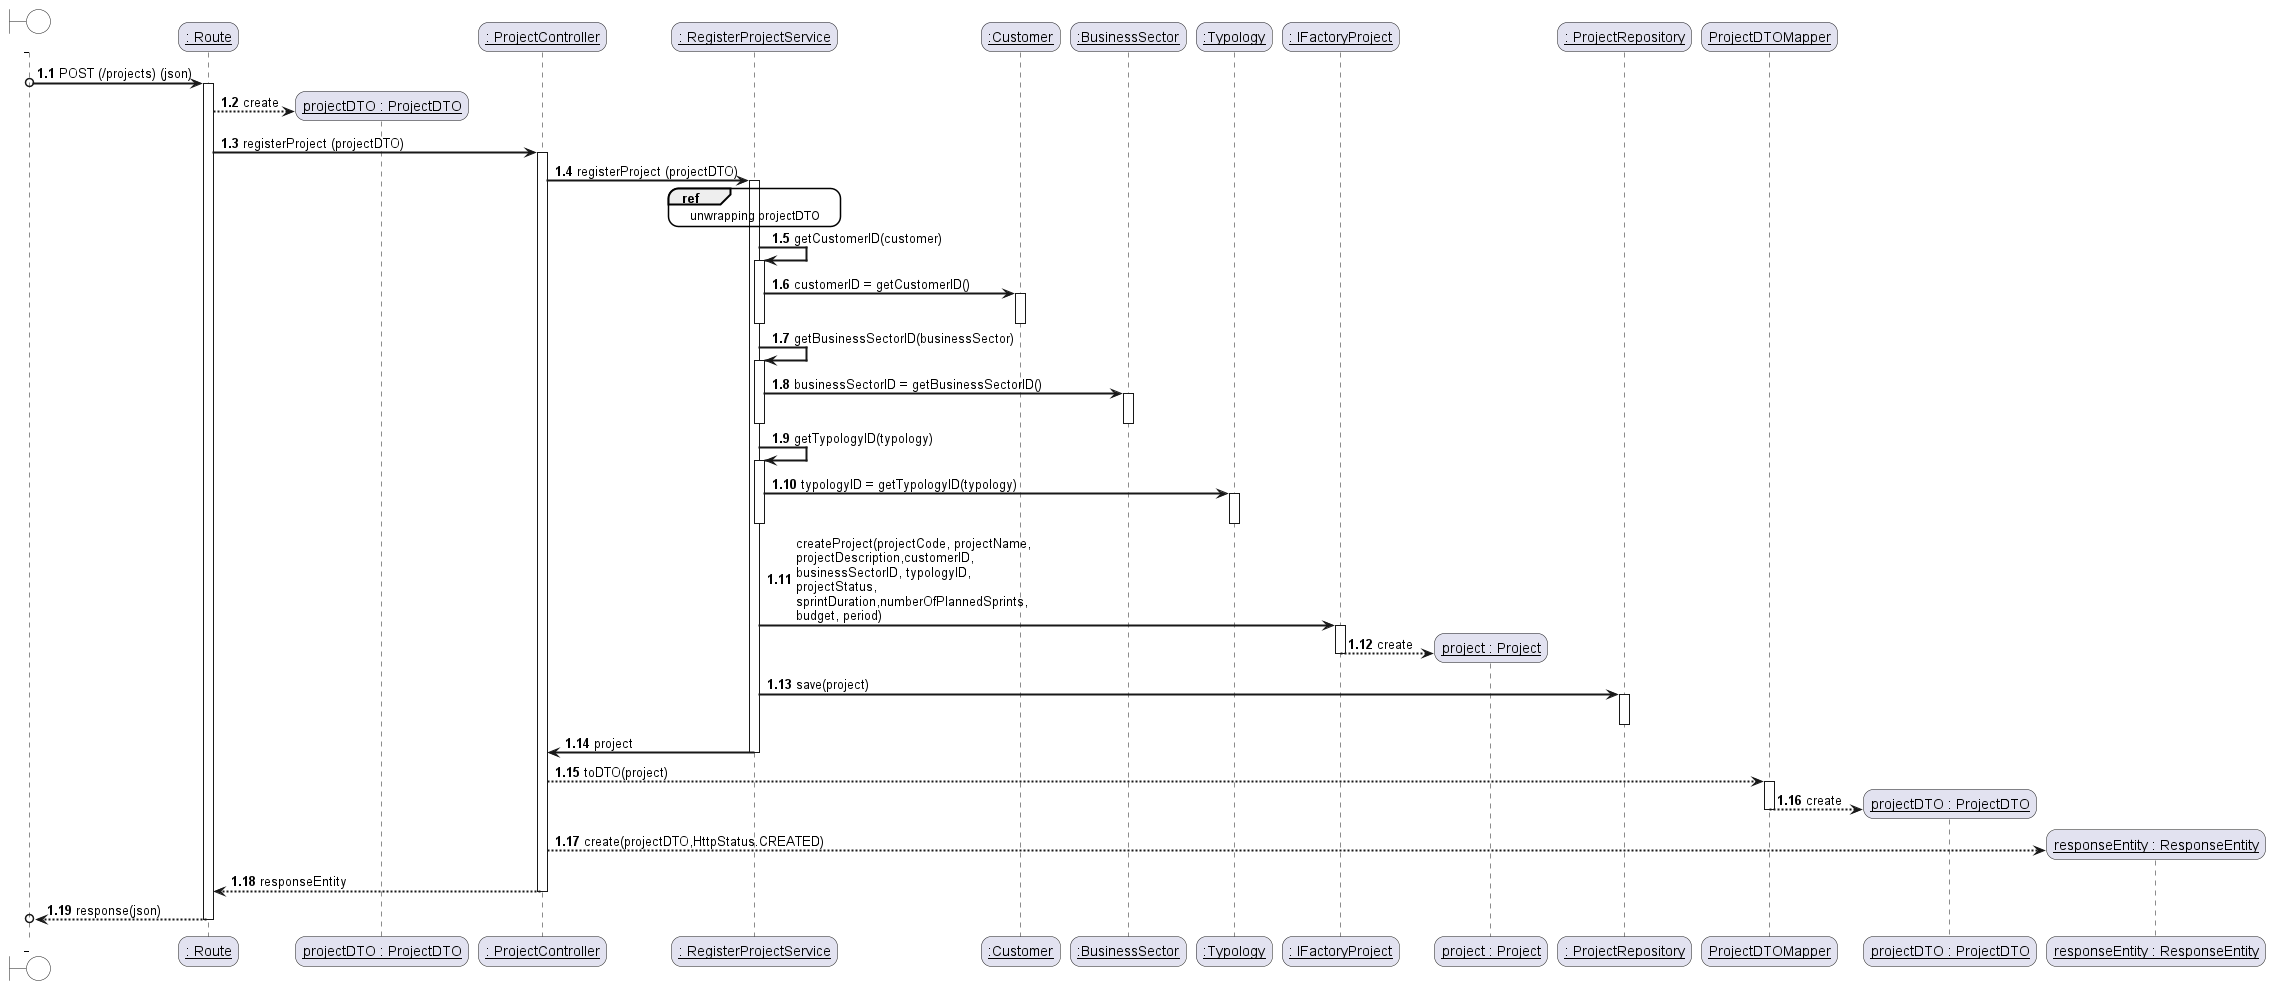 : Route
: ProjectController
: RegisterProjectService
:Customer
:BusinessSector
:Typology
: IFactoryProject
: ProjectRepository
ProjectDTOMapper
1.1 POST (/projects) (json)
1.2 create
projectDTO : ProjectDTO
1.3 registerProject (projectDTO)
1.4 registerProject (projectDTO)
ref
unwrapping projectDTO
1.5 getCustomerID(customer)
1.6 customerID = getCustomerID()
1.7 getBusinessSectorID(businessSector)
1.8 businessSectorID = getBusinessSectorID()
1.9 getTypologyID(typology)
1.10 typologyID = getTypologyID(typology)
createProject(projectCode, projectName,
projectDescription,customerID,
businessSectorID, typologyID,
1.11 projectStatus,
sprintDuration,numberOfPlannedSprints,
budget, period)
1.12 create
project : Project
1.13 save(project)
1.14 project
1.15 toDTO(project)
1.16 create
projectDTO : ProjectDTO
1.17 create(projectDTO,HttpStatus.CREATED)
responseEntity : ResponseEntity
1.18 responseEntity
1.19 response(json)
: Route
projectDTO : ProjectDTO
: ProjectController
: RegisterProjectService
:Customer
:BusinessSector
:Typology
: IFactoryProject
project : Project
: ProjectRepository
ProjectDTOMapper
projectDTO : ProjectDTO
responseEntity : ResponseEntity